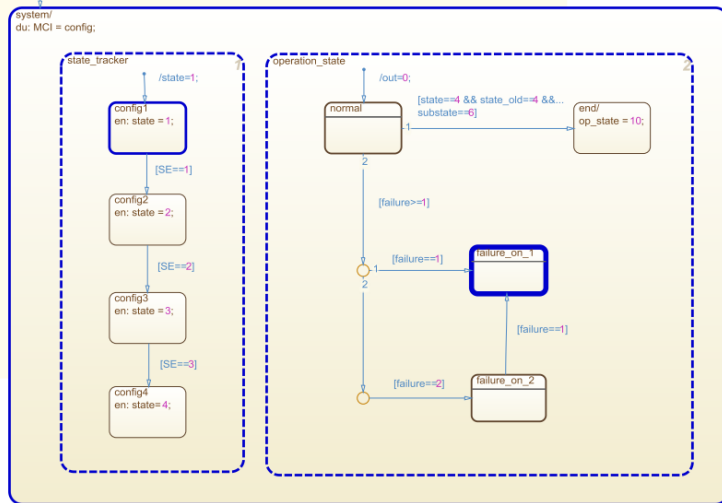 system/
du: MCI = config;
state_tracker
1
operation_state
2
/state=1;
config1
en: state = 1;
[SE==1]
config2
en: state = 2;
[SE==2]
config3
en: state = 3;
[SE==3]
config4
en: state= 4;
/out=0;
normal
[state==4 && state_old==4 &&...
substate==6]
1
end/
op_state = 10;
2
[failure>=1]
1
[failure==1]
failure_on_1
2
[failure==1]
[failure==2]
failure_on_2